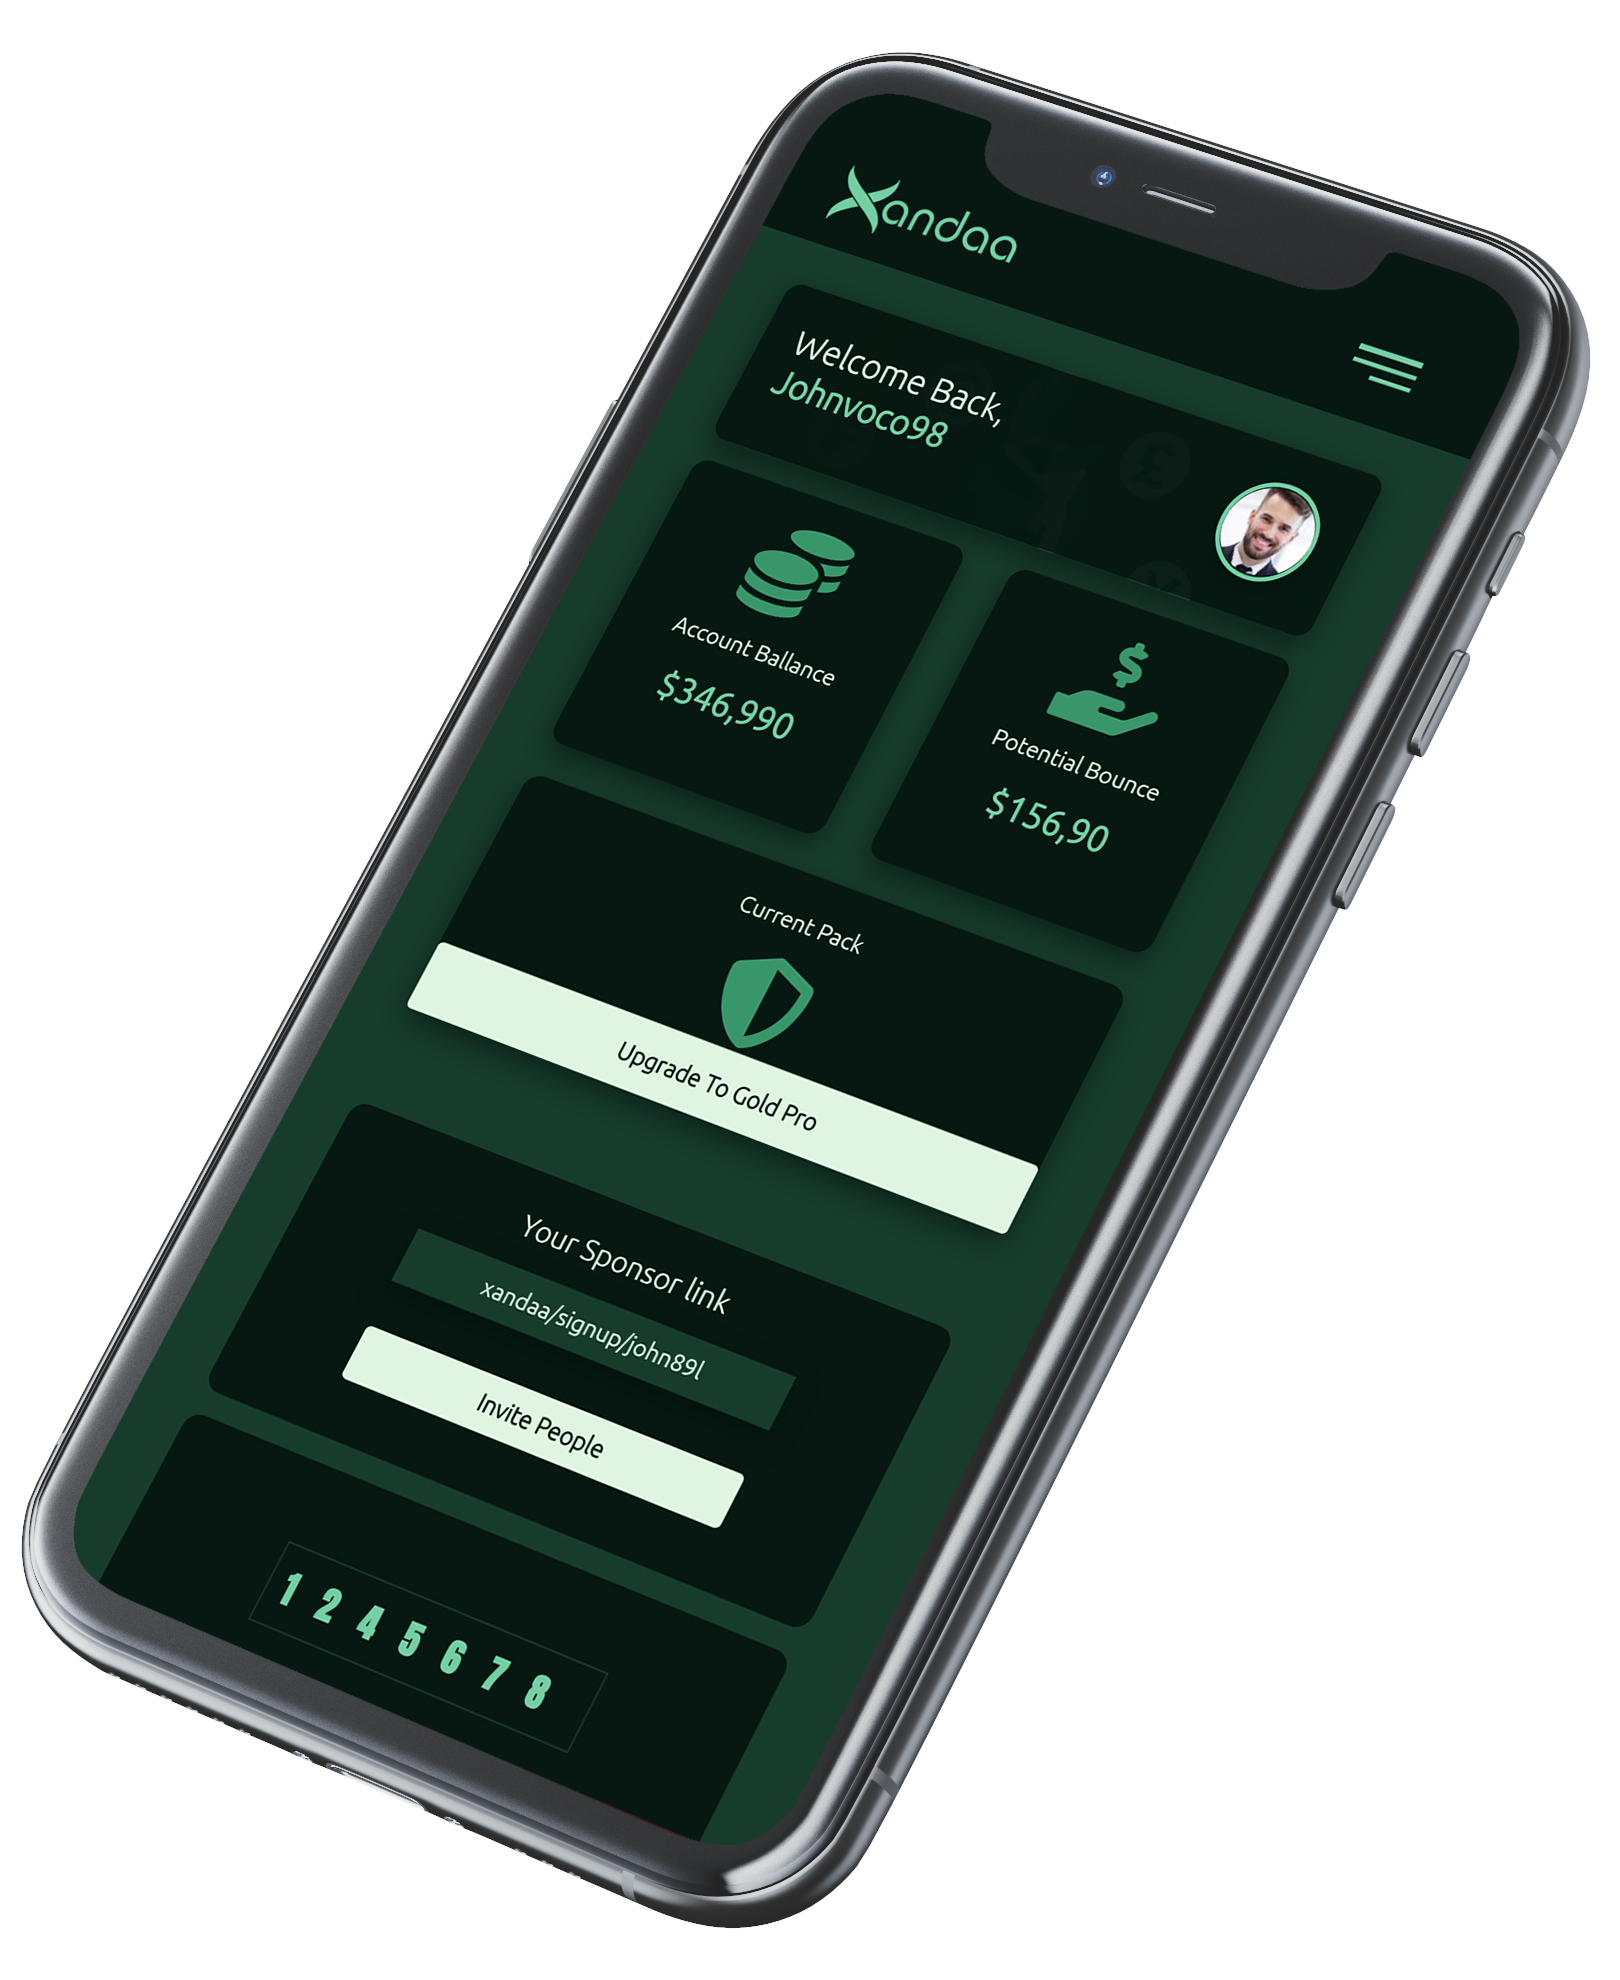 Xandaa
Welcome Back,
Johnvoco98
Account Ballance
$346,990
Potential Bounce
$156,90
Current Pack
Upgrade To Gold Pro
Your Sponsor link
xandaa/signup/john89l
Invite People
1 2 4 5 6 7 8